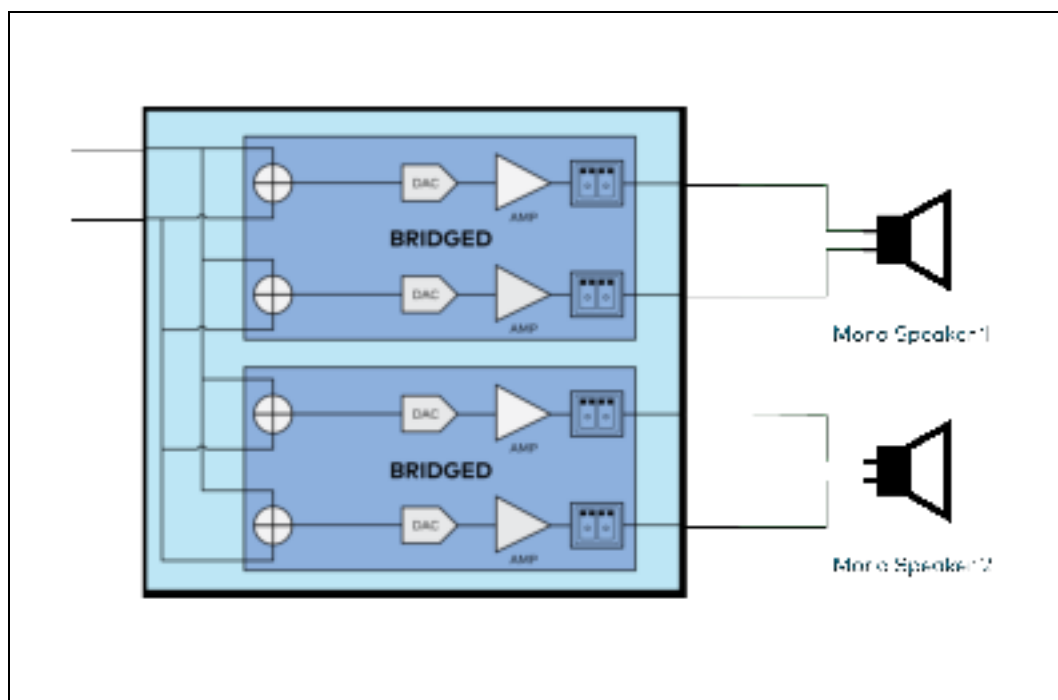 DAC
AMP
BRIDGED
DAC
AMP
Mono Speaker 1
DAC
AMP
BRIDGED
DAC
AMP
Mono Speaker 2